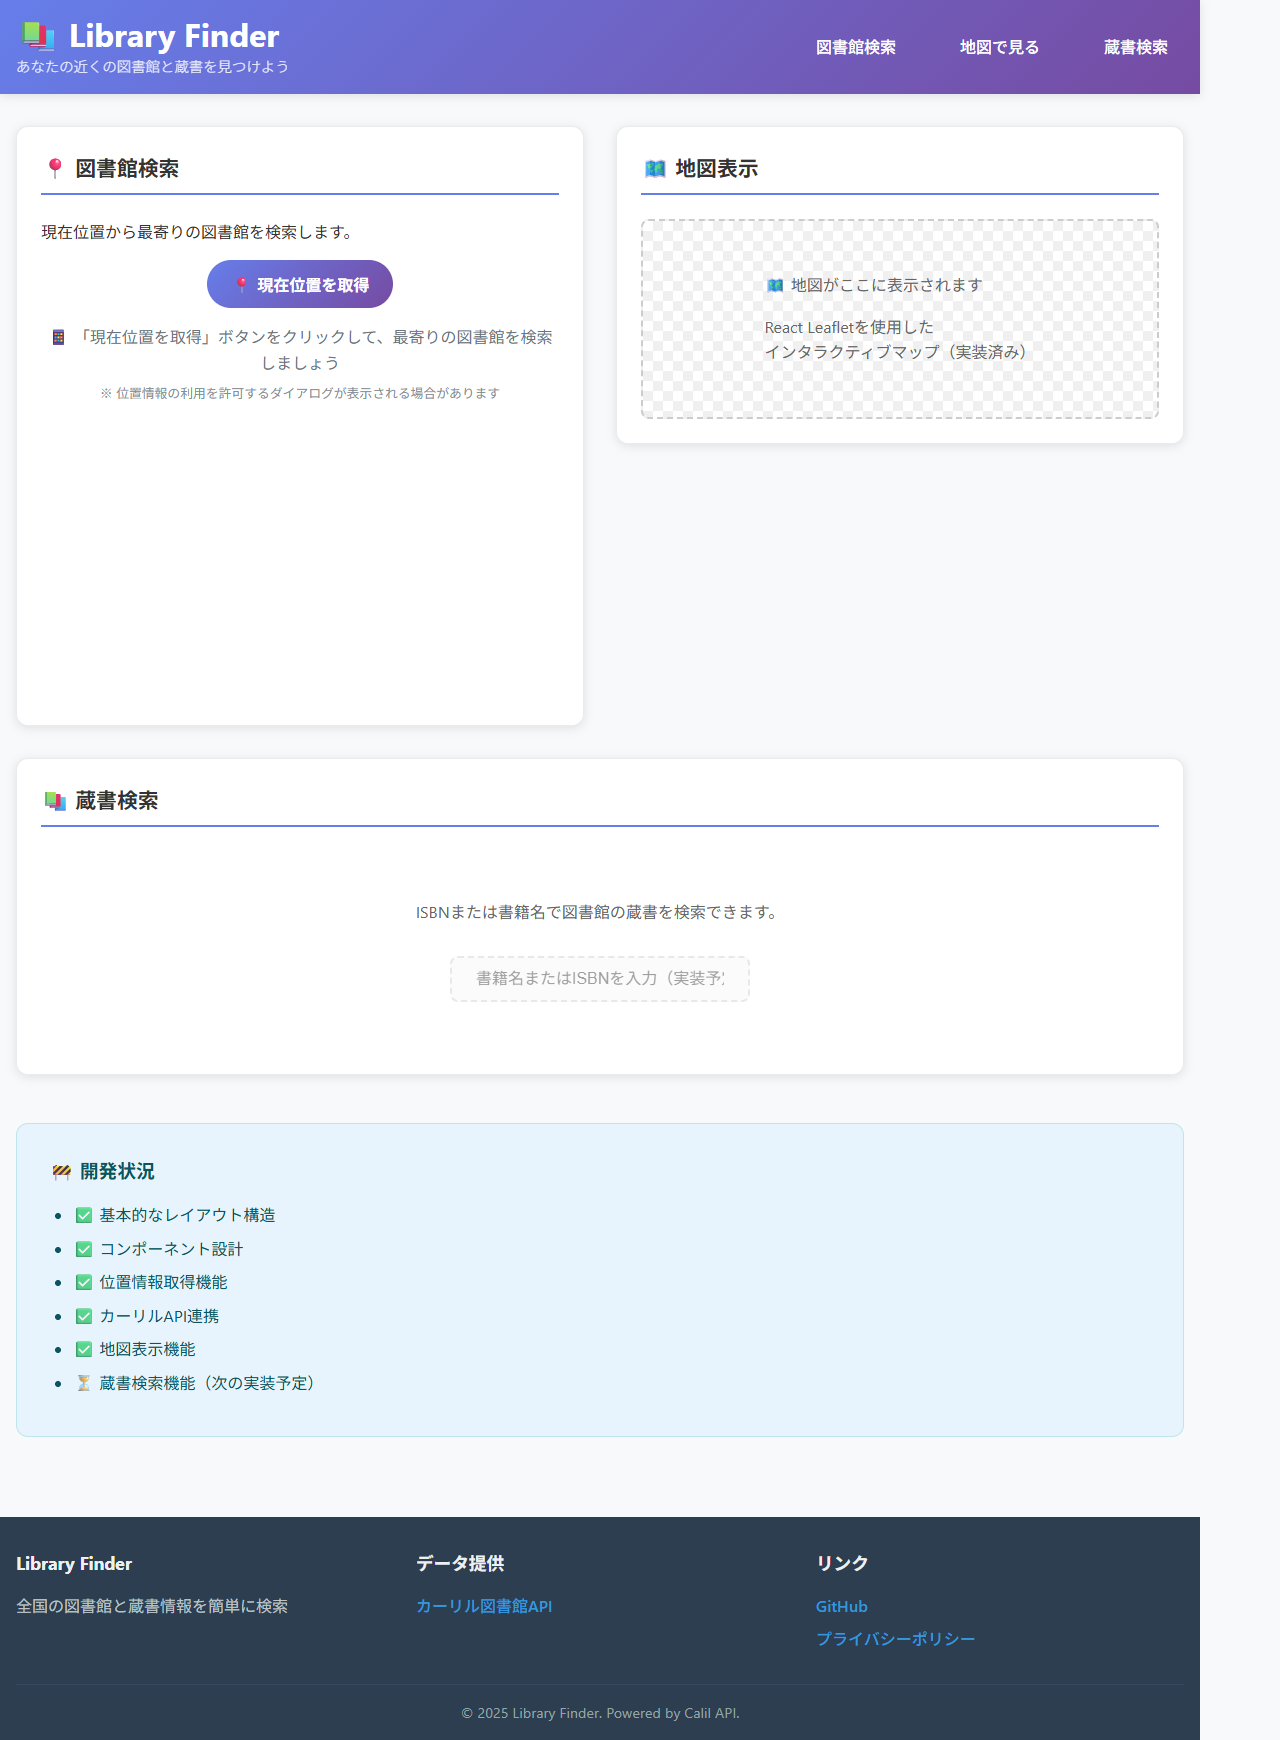 📚 Library Finder
あなたの近くの図書館と蔵書を見つけよう
図書館検索
地図で見る
蔵書検索
📍 図書館検索
現在位置から最寄りの図書館を検索します。
📍 現在位置を取得
📱 「現在位置を取得」ボタンをクリックして、最寄りの図書館を検索
しましょう
※ 位置情報の利用を許可するダイアログが表示される場合があります
🗺️ 地図表示
🗺️ 地図がここに表示されます
React Leafletを使用した
インタラクティブマップ（実装済み）
📚 蔵書検索
ISBNまたは書籍名で図書館の蔵書を検索できます。
書籍名またはISBNを入力（実装予
🚧 開発状況
• ✅ 基本的なレイアウト構造
• ✅ コンポーネント設計
• ✅ 位置情報取得機能
• ✅ カーリルAPI連携
• ✅ 地図表示機能
• ⏳ 蔵書検索機能（次の実装予定）
Library Finder
全国の図書館と蔵書情報を簡単に検索
データ提供
カーリル図書館API
リンク
GitHub
プライバシーポリシー
© 2025 Library Finder. Powered by Calil API.